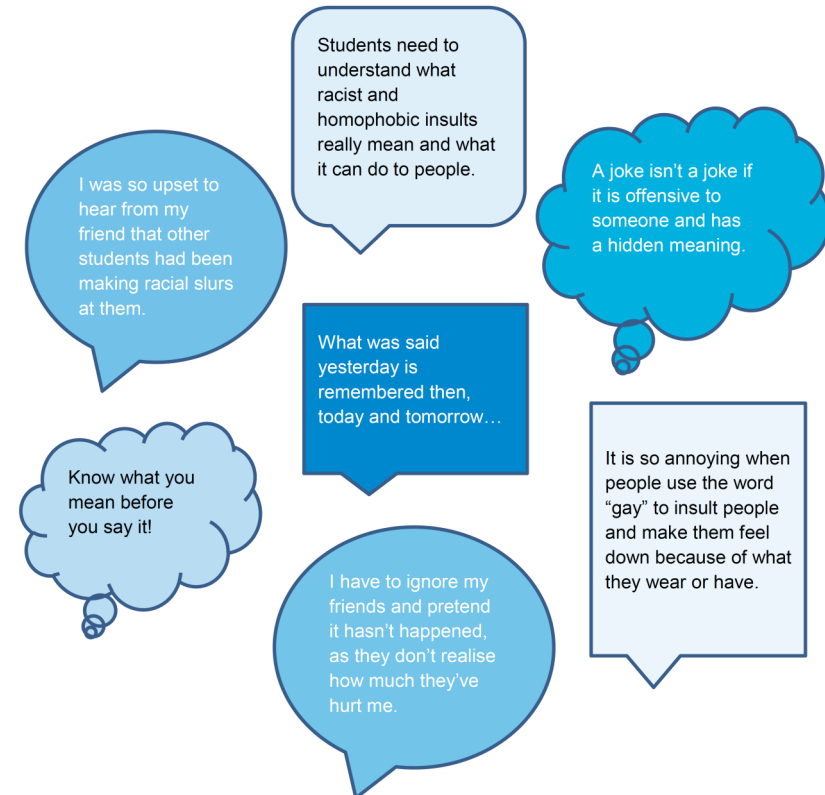 Students need to
understand what
racist and
homophobic insults
really mean and what
it can do to people.
I was so upset to
hear from my
friend that other
students had been
making racial slurs
at them.
A joke isn’t a joke if
it is offensive to
someone and has
a hidden meaning.
What was said
yesterday is
remembered then,
today and tomorrow…
Know what you
mean before
you say it!
It is so annoying when
people use the word
“gay” to insult people
and make them feel
down because of what
they wear or have.
I have to ignore my
friends and pretend
it hasn’t happened,
as they don’t realise
how much they’ve
hurt me.